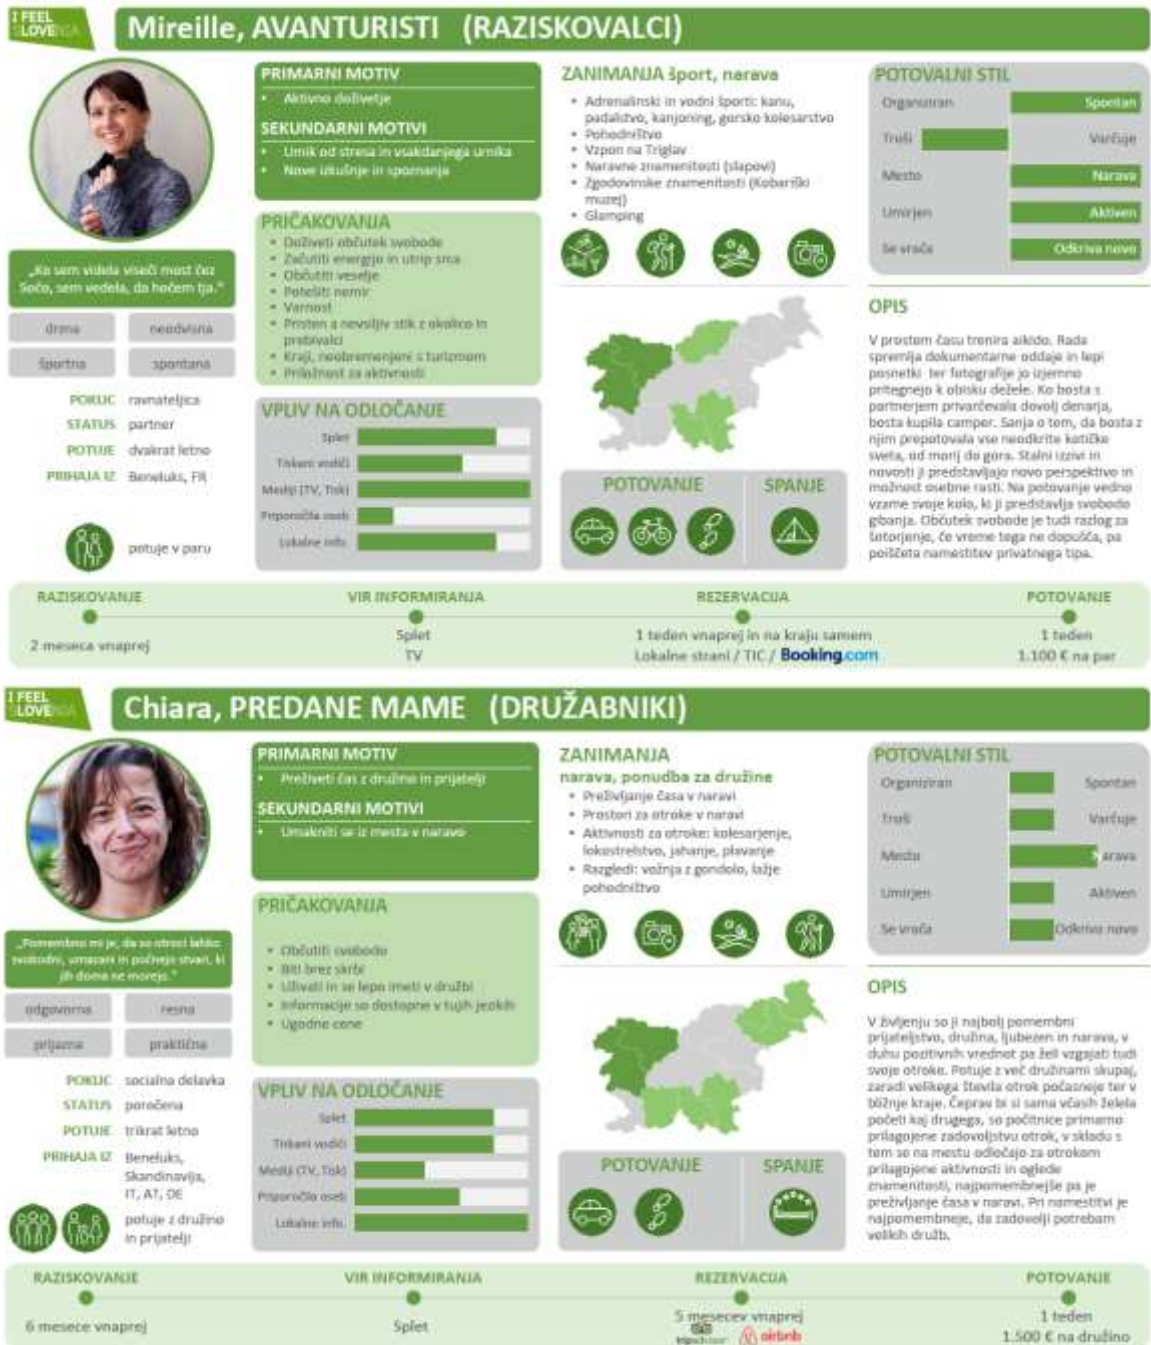 I FEEL
SLOVENIA
Mireille, AVANTURISTI (RAZISKOVALCI)
PRIMARNI MOTIV
• Aktivno doživetje
SEKUNDARNI MOTIVI
• Umik od stresa in vsakdanjega urnika
• Nove izkušnje in spoznanja
PRIČAKOVANJA
• Doživeti občutek svobode
• Začutiti energijo in utrip srca
• Občutiti veselje
• Potešiti nemir
• Varnost
• Pristen a nevsiljiv stik z okolico in
prebivalci
• Kraji, neobremenjeni s turizmom
• Priložnost za aktivnosti
VPLIV NA ODLOČANJE
Splet
Tiskani vodiči
Mediji (TV, Tisk)
Priporočila oseb
Lokalne info.
„Ko sem videla viseči most čez
Sočo, sem vedela, da hočem tja."
drzna
neodvisna
športna
spontana
POKLIC ravnateljica
STATUS partner
POTUJE dvakrat letno
PRIHAJA IZ Beneluks, FR
potuje v paru
ZANIMANJA šport, narava
• Adrenalinski in vodni športi: kanu,
padalstvo, kanjoning, gorsko kolesarstvo
• Pohodništvo
• Vzpon na Triglav
• Naravne znamenitosti (slapovi)
• Zgodovinske znamenitosti (Kobariški
muzej)
• Glamping
POTOVANJE
SPANJE
POTOVALNI STIL
Organiziran Spontan
Troši Varčuje
Mesto Narava
Umirjen Aktiven
Se vrača Odkriva novo
OPIS
V prostem času trenira aikido. Rada
spremlja dokumentarne oddaje in lepi
posnetki ter fotografije jo izjemno
pritegnejo k obisku dežele. Ko bosta s
partnerjem privarčevala dovolj denarja,
bosta kupila camper. Sanja o tem, da bosta z
njim prepotovala vse neodkrite kotičke
sveta, od morij do gora. Stalni izzivi in
novosti ji predstavljajo novo perspektivo in
možnost osebne rasti. Na potovanje vedno
vzame svoje kolo, ki ji predstavlja svobodo
gibanja. Občutek svobode je tudi razlog za
šotorjenje, če vreme tega ne dopušča, pa
poiščeta namestitev privatnega tipa.
RAZISKOVANJE
2 meseca vnaprej
VIR INFORMIRANJA
Splet
TV
REZERVACIJA
1 teden vnaprej in na kraju samem
Lokalne strani / TIC / Booking.com
POTOVANJE
1 teden
1.100 € na par
I FEEL
SLOVENIA
Chiara, PREDANE MAME (DRUŽABNIKI)
PRIMARNI MOTIV
• Preživeti čas z družino in prijatelji
SEKUNDARNI MOTIVI
• Umakniti se iz mesta v naravo
PRIČAKOVANJA
• Občutiti svobodo
• Biti brez skrbi
• Uživati in se lepo imeti v družbi
• Informacije so dostopne v tujih jezikih
• Ugodne cene
VPLIV NA ODLOČANJE
Splet
Tiskani vodiči
Mediji (TV, Tisk)
Priporočila oseb
Lokalne info.
„Pomembno mi je, da so otroci lahko
svobodni, umazani in počnejo stvari, ki
jih doma ne morejo."
odgovorna
resna
prijazna
praktična
POKLIC socialna delavka
STATUS poročena
POTUJE trikrat letno
PRIHAJA IZ Beneluks,
Skandinavija,
IT, AT, DE
potuje z družino
in prijatelji
ZANIMANJA
narava, ponudba za družine
• Preživljanje časa v naravi
• Prostori za otroke v naravi
• Aktivnosti za otroke: kolesarjenje,
lokostrelstvo, jahanje, plavanje
• Razgledi: vožnja z gondolo, lažje
pohodništvo
POTOVANJE
SPANJE
POTOVALNI STIL
Organiziran Spontan
Troši Varčuje
Mesto Narava
Umirjen Aktiven
Se vrača Odkriva novo
OPIS
V življenju so ji najbolj pomembni
prijateljstvo, družina, ljubezen in narava, v
duhu pozitivnih vrednot pa želi vzgajati tudi
svoje otroke. Potuje z več družinami skupaj,
zaradi velikega števila otrok počasneje ter v
bližnje kraje. Čeprav bi si sama včasih želela
početi kaj drugega, so počitnice primarno
prilagojene zadovoljstvu otrok, v skladu s
tem se na mestu odločajo za otrokom
prilagojene aktivnosti in oglede
znamenitosti, najpomembnejše pa je
preživljanje časa v naravi. Pri namestitvi je
najpomembneje, da zadovolji potrebam
velikih družb.
RAZISKOVANJE
6 mesece vnaprej
VIR INFORMIRANJA
Splet
REZERVACIJA
5 mesecev vnaprej
tripadvisor airbnb
POTOVANJE
1 teden
1.500 € na družino